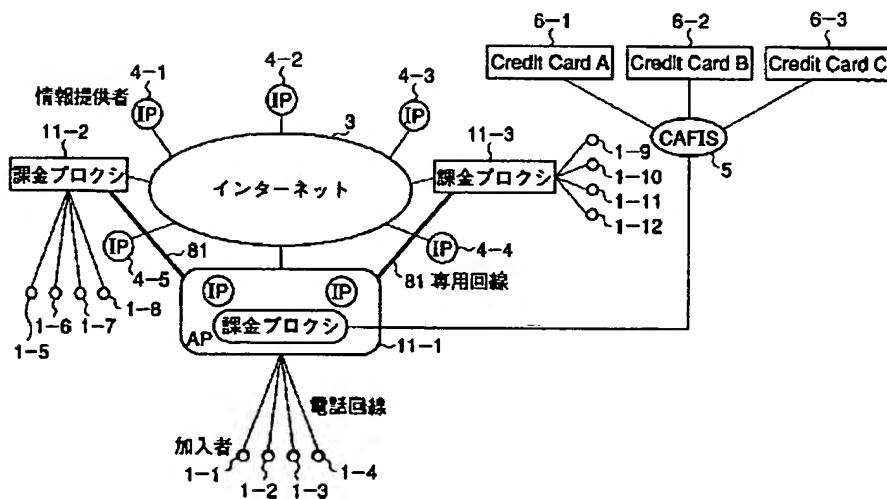 6-1
6-2
6-3
Credit Card A
Credit Card B
Credit Card C
4-1
4-2
4-3
情報提供者
IP
IP
IP
3
CAFIS
5
11-2
11-3
課金プロクシ
インターネット
課金プロクシ
1-9
1-10
1-11
1-12
IP
4-5
81
IP
4-4
81 専用回線
1-5
1-6
1-7
1-8
IP
IP
AP
課金プロクシ
11-1
電話回線
加入者
1-1
1-2
1-3
1-4